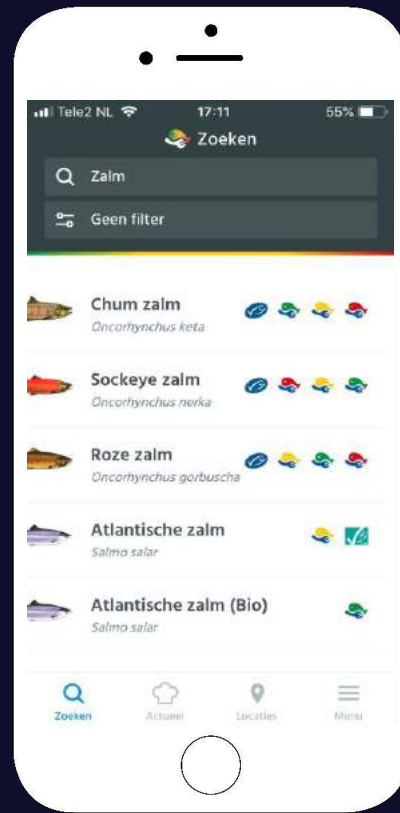 Tele2 NL 17:11 55%
Zoeken
Zalm
Geen filter
Chum zalm
Oncorhynchus keta
Sockeye zalm
Oncorhynchus nerka
Roze zalm
Oncorhynchus gorbuscha
Atlantische zalm
Salmo salar
Atlantische zalm (Bio)
Salmo salar
Zoeken Actueel Locaties Menu